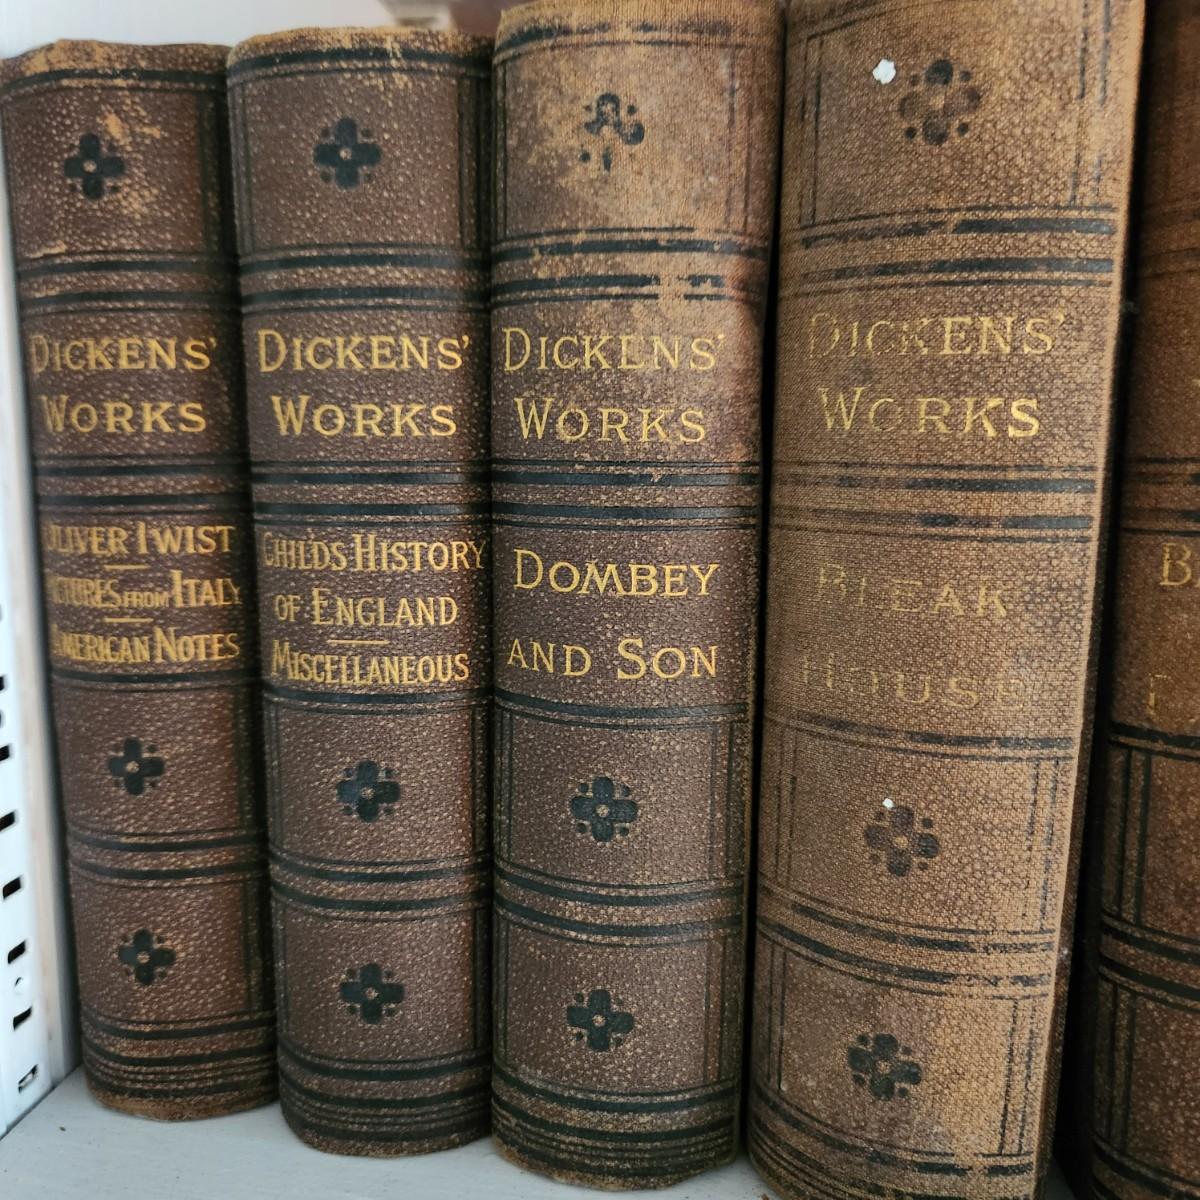 DICKENS'
WORKS
OLIVER TWIST
PICTURES FROM ITALY
AMERICAN NOTES
DICKENS'
WORKS
CHILDS HISTORY
OF ENGLAND
MISCELLANEOUS
DICKENS'
WORKS
DOMBEY
AND SON
DICKENS'
WORKS
BLEAK
HOUSE